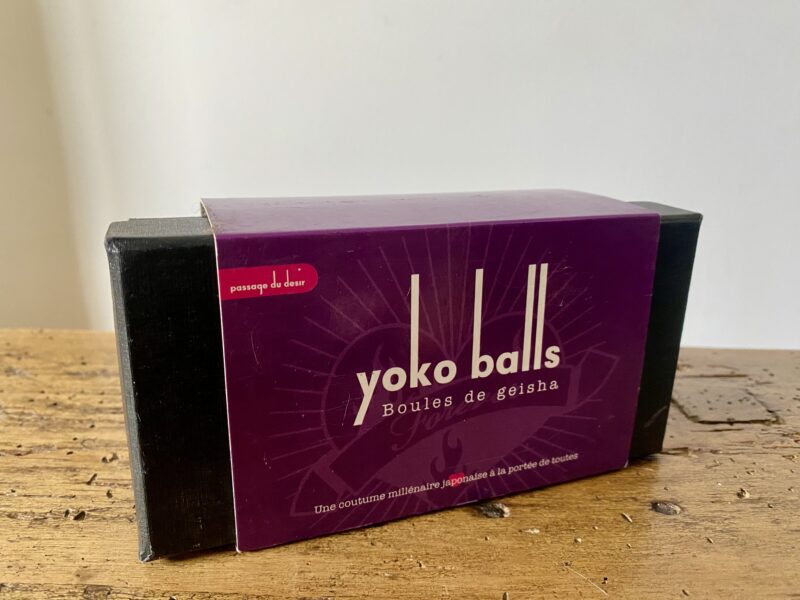 passage du desir
yoko balls
Boules de geisha
Une coutume millénaire japonaise à la portée de toutes